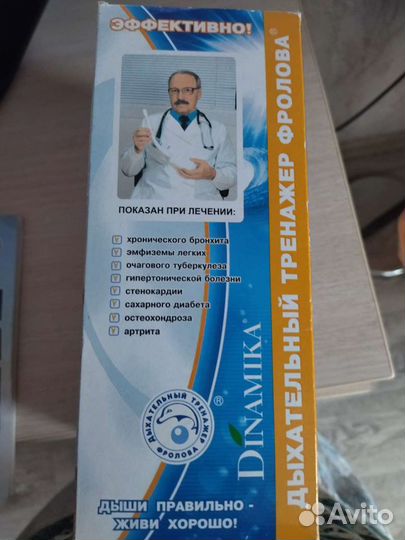 ЭФФЕКТИВНО!
ПОКАЗАН ПРИ ЛЕЧЕНИИ:
хронического бронхита
эмфиземы легких
очагового туберкулеза
гипертонической болезни
стенокардии
сахарного диабета
остеохондроза
артрита
ДЫХАТЕЛЬНЫЙ ТРЕНАЖЕР
ФРОЛОВА
®
ДЫШИ ПРАВИЛЬНО -
ЖИВИ ХОРОШО!
DINAMIKA
ДЫХАТЕЛЬНЫЙ ТРЕНАЖЕР ФРОЛОВА®
Avito